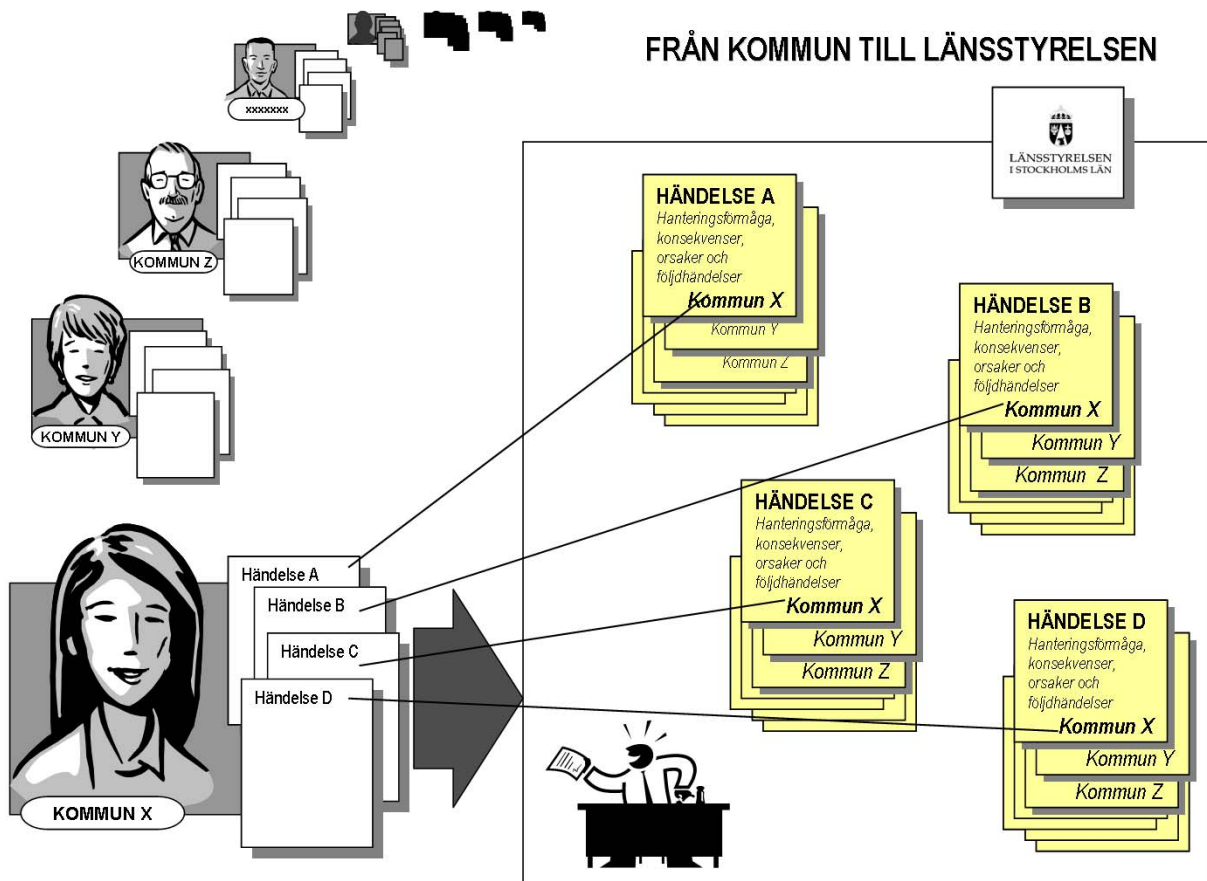 FRÅN KOMMUN TILL LÄNSSTYRELSEN
LÄNSSTYRELSEN
I STOCKHOLMS LÄN
xxxxxxx
KOMMUN Z
KOMMUN Y
Händelse A
Händelse B
Händelse C
Händelse D
KOMMUN X
HÄNDELSE A
Hanteringsförmåga,
konsekvenser,
orsaker och
följdhändelser
Kommun X
Kommun Y
Kommun Z
HÄNDELSE B
Hanteringsförmåga,
konsekvenser,
orsaker och
följdhändelser
Kommun X
Kommun Y
Kommun Z
HÄNDELSE C
Hanteringsförmåga,
konsekvenser,
orsaker och
följdhändelser
Kommun X
Kommun Y
Kommun Z
HÄNDELSE D
Hanteringsförmåga,
konsekvenser,
orsaker och
följdhändelser
Kommun X
Kommun Y
Kommun Z